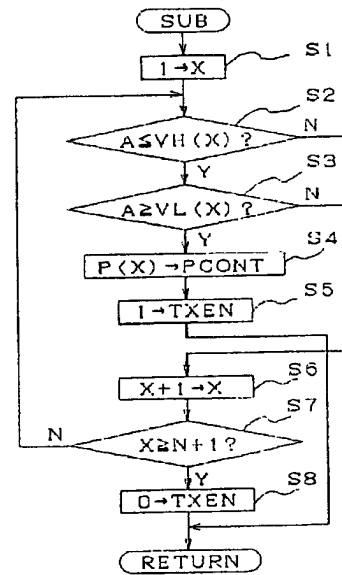 SUB
S1
1→X
S2
A≤VH(X)?
N
Y
S3
A≥VL(X)?
N
Y
S4
P(X)→PCONT
S5
1→TXEN
S6
X+1→X
S7
X≥N+1?
N
Y
S8
0→TXEN
RETURN